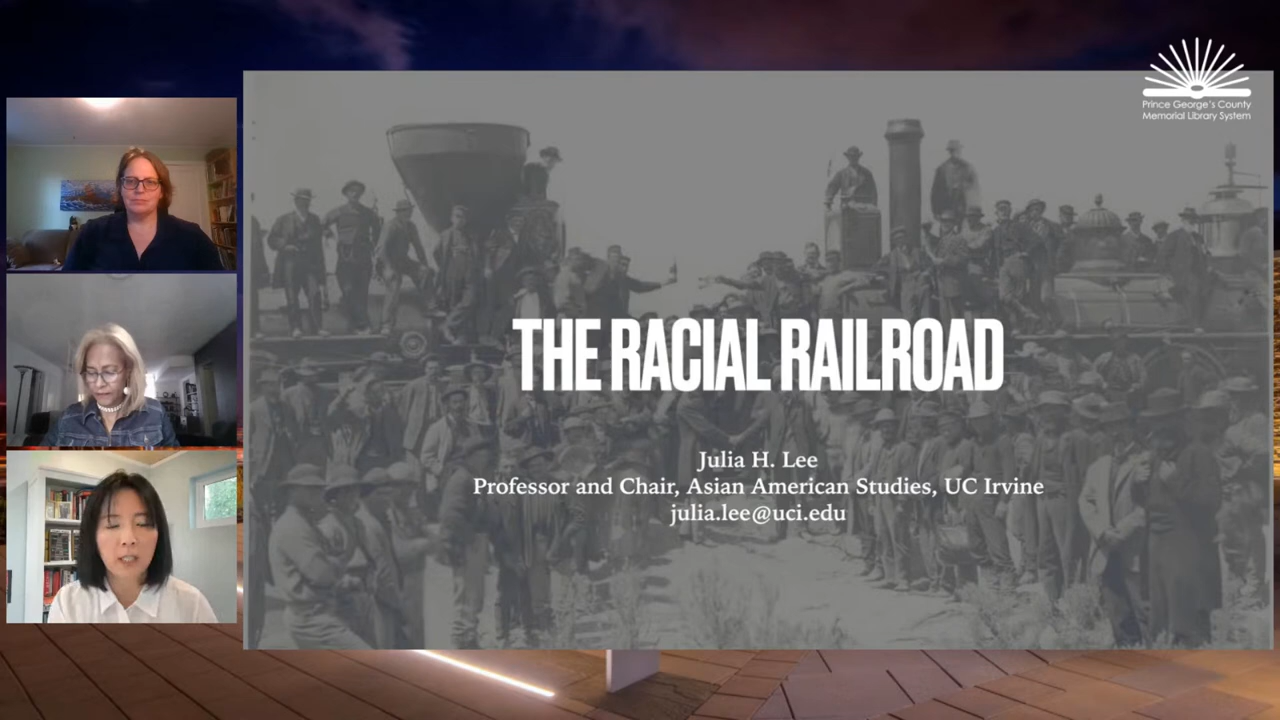 Prince George's County
Memorial Library System
THE RACIAL RAILROAD
Julia H. Lee
Professor and Chair, Asian American Studies, UC Irvine
julia.lee@uci.edu